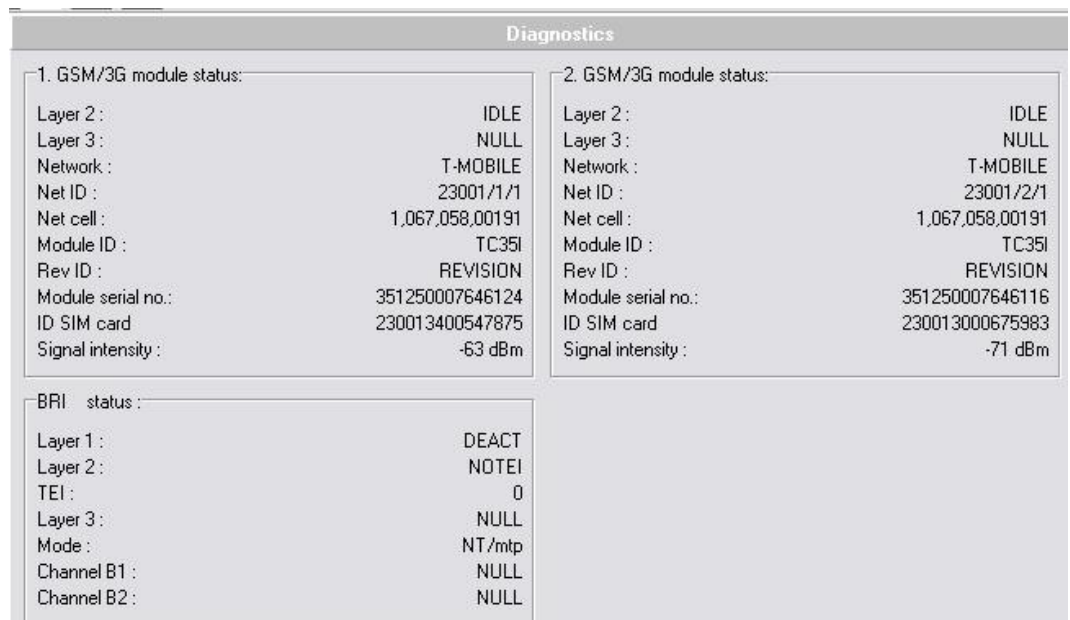 Diagnostics
1. GSM/3G module status:
Layer 2 : IDLE
Layer 3 : NULL
Network : T-MOBILE
Net ID : 23001/1/1
Net cell : 1,067,058,00191
Module ID : TC35I
Rev ID : REVISION
Module serial no.: 351250007646124
ID SIM card 230013400547875
Signal intensity : -63 dBm
2. GSM/3G module status:
Layer 2 : IDLE
Layer 3 : NULL
Network : T-MOBILE
Net ID : 23001/2/1
Net cell : 1,067,058,00191
Module ID : TC35I
Rev ID : REVISION
Module serial no.: 351250007646116
ID SIM card 230013000675983
Signal intensity : -71 dBm
BRI status :
Layer 1 : DEACT
Layer 2 : NOTEI
TEI : 0
Layer 3 : NULL
Mode : NT/mtp
Channel B1 : NULL
Channel B2 : NULL